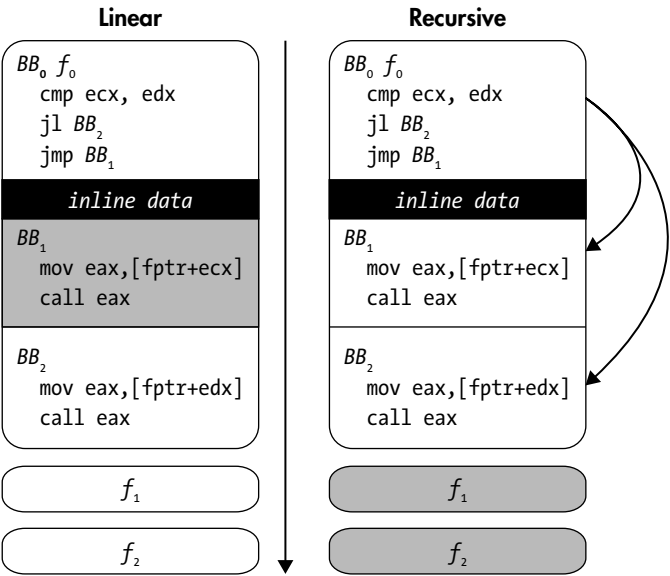 Linear
BB₀ f₀
cmp ecx, edx
jl BB₂
jmp BB₁
inline data
BB₁
mov eax,[fptr+ecx]
call eax
BB₂
mov eax,[fptr+edx]
call eax
f₁
f₂
Recursive
BB₀ f₀
cmp ecx, edx
jl BB₂
jmp BB₁
inline data
BB₁
mov eax,[fptr+ecx]
call eax
BB₂
mov eax,[fptr+edx]
call eax
f₁
f₂